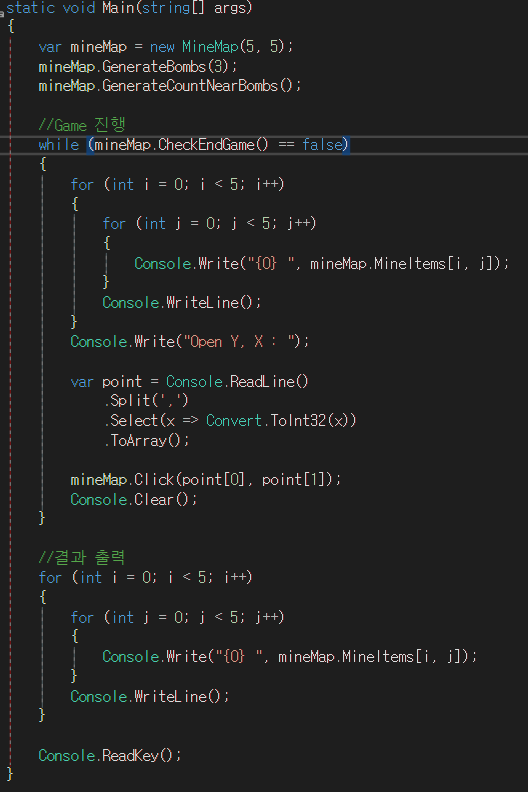 static void Main(string[] args)
{
    var mineMap = new MineMap(5, 5);
    mineMap.GenerateBombs(3);
    mineMap.GenerateCountNearBombs();

    //Game 진행
    while (mineMap.CheckEndGame() == false)
    {
        for (int i = 0; i < 5; i++)
        {
            for (int j = 0; j < 5; j++)
            {
                Console.Write("{0} ", mineMap.MineItems[i, j]);
            }
            Console.WriteLine();
        }
        Console.Write("Open Y, X : ");

        var point = Console.ReadLine()
            .Split(',')
            .Select(x => Convert.ToInt32(x))
            .ToArray();

        mineMap.Click(point[0], point[1]);
        Console.Clear();
    }

    //결과 출력
    for (int i = 0; i < 5; i++)
    {
        for (int j = 0; j < 5; j++)
        {
            Console.Write("{0} ", mineMap.MineItems[i, j]);
        }
        Console.WriteLine();
    }

    Console.ReadKey();
}